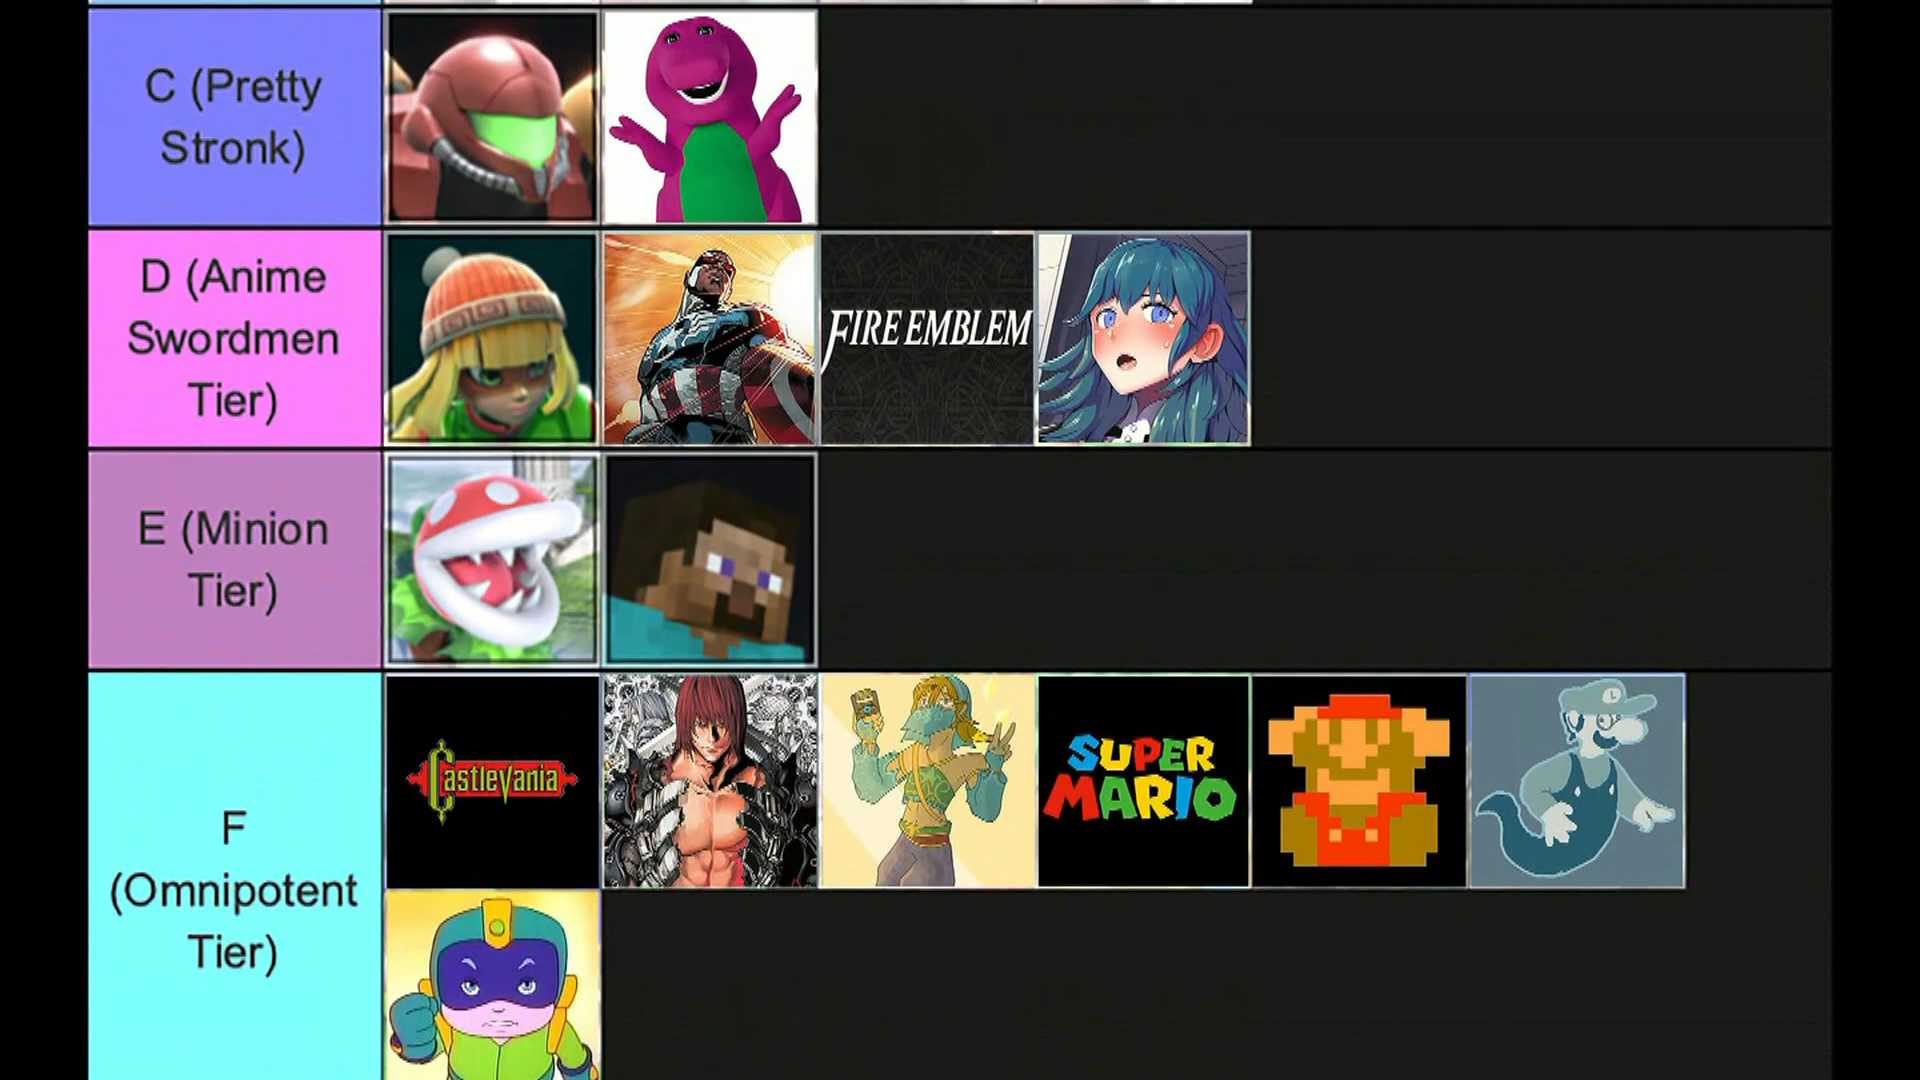 C (Pretty
Stronk)
D (Anime
Swordmen
Tier)
FIRE EMBLEM
E (Minion
Tier)
F
(Omnipotent
Tier)
Castlevania
SUPER
MARIO
L